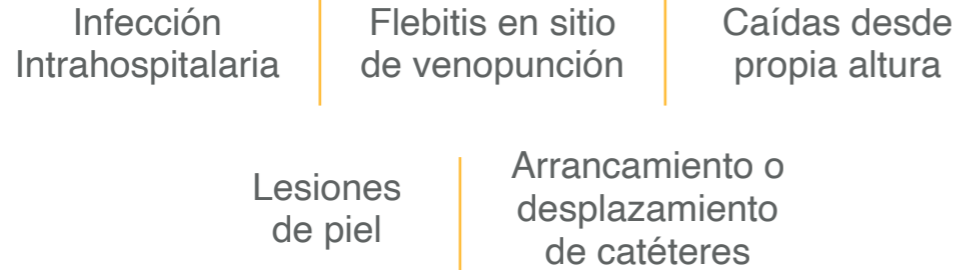 Infección
Intrahospitalaria
Flebitis en sitio
de venopunción
Caídas desde
propia altura
Lesiones
de piel
Arrancamiento o
desplazamiento
de catéteres